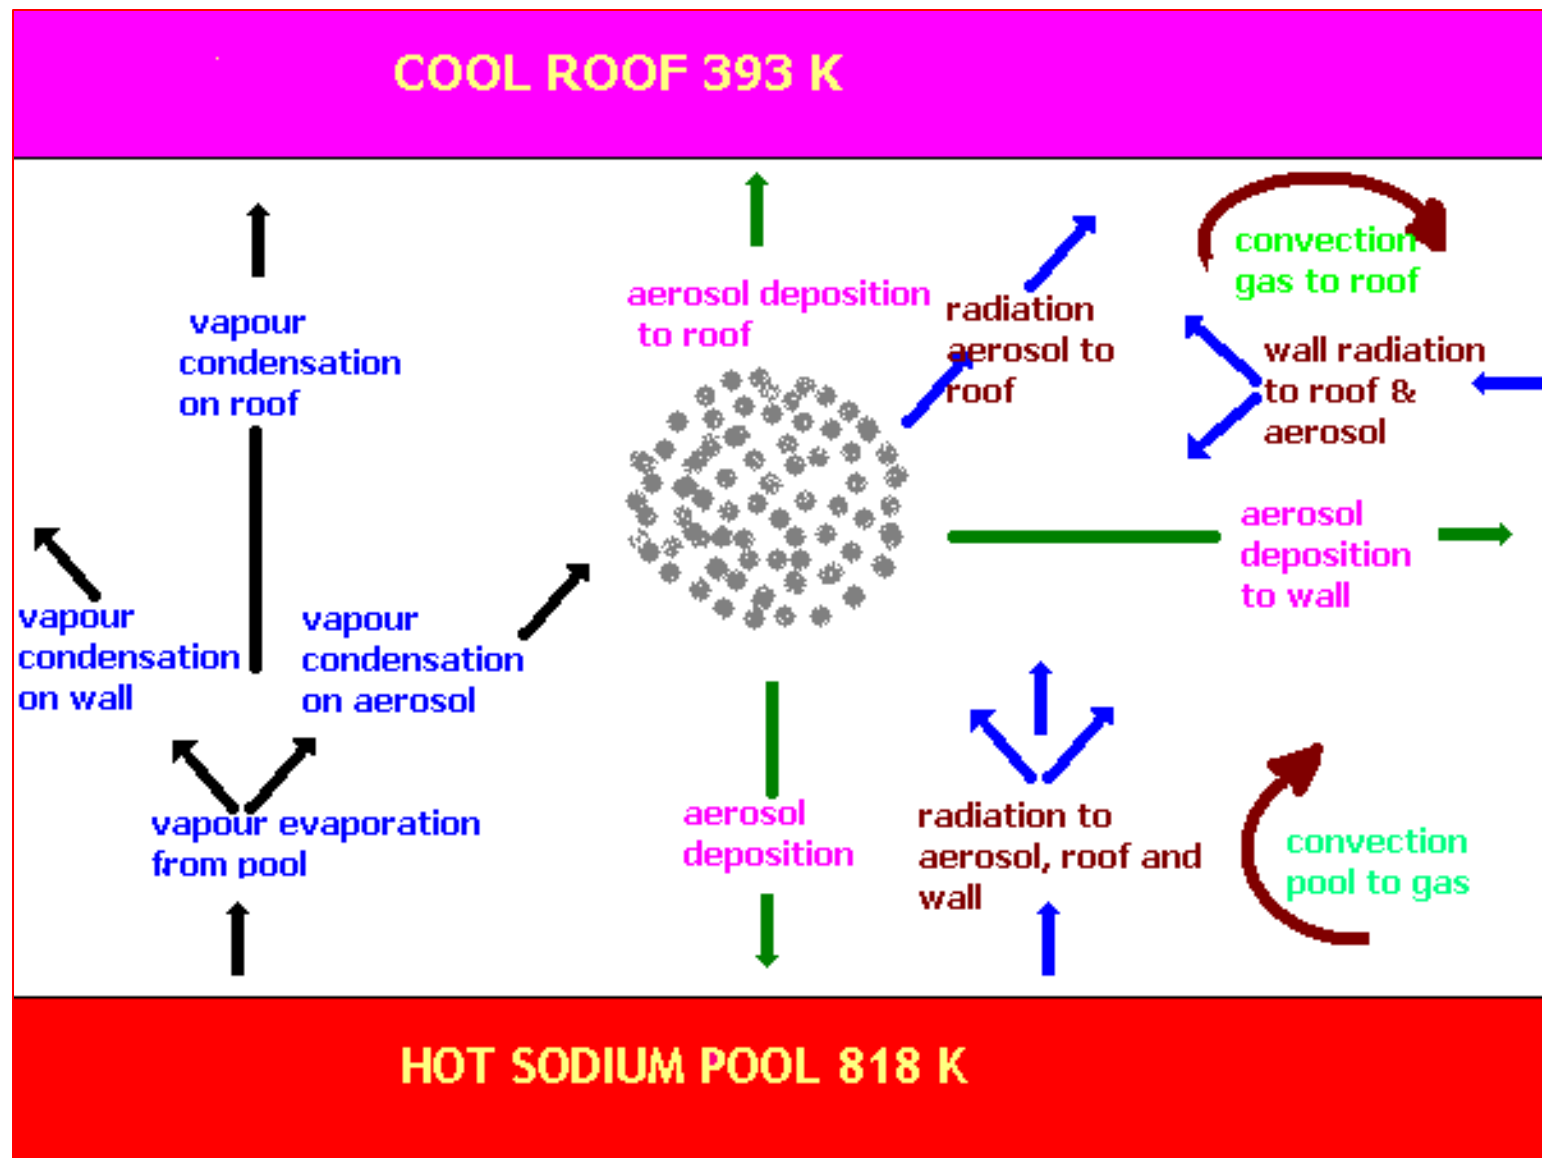 COOL ROOF 393 K
vapour
condensation
on roof
aerosol deposition
to roof
radiation
aerosol to
roof
convection
gas to roof
wall radiation
to roof &
aerosol
aerosol
deposition
to wall
vapour
condensation
on wall
vapour
condensation
on aerosol
vapour evaporation
from pool
aerosol
deposition
radiation to
aerosol, roof and
wall
convection
pool to gas
HOT SODIUM POOL 818 K